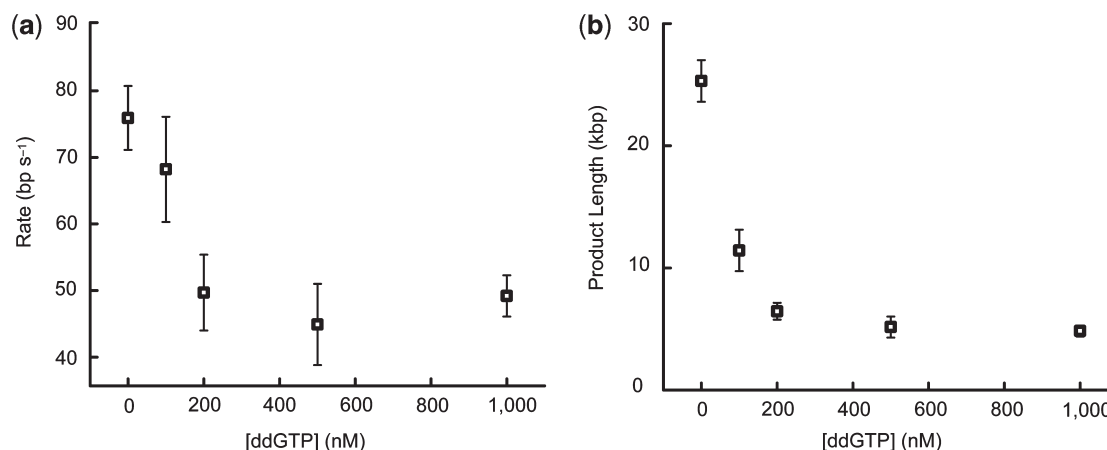 (a)
90
80
70
60
50
40
Rate (bp s⁻¹)
0 200 400 600 800 1,000
[ddGTP] (nM)
(b)
30
20
10
0
Product Length (kbp)
0 200 400 600 800 1,000
[ddGTP] (nM)